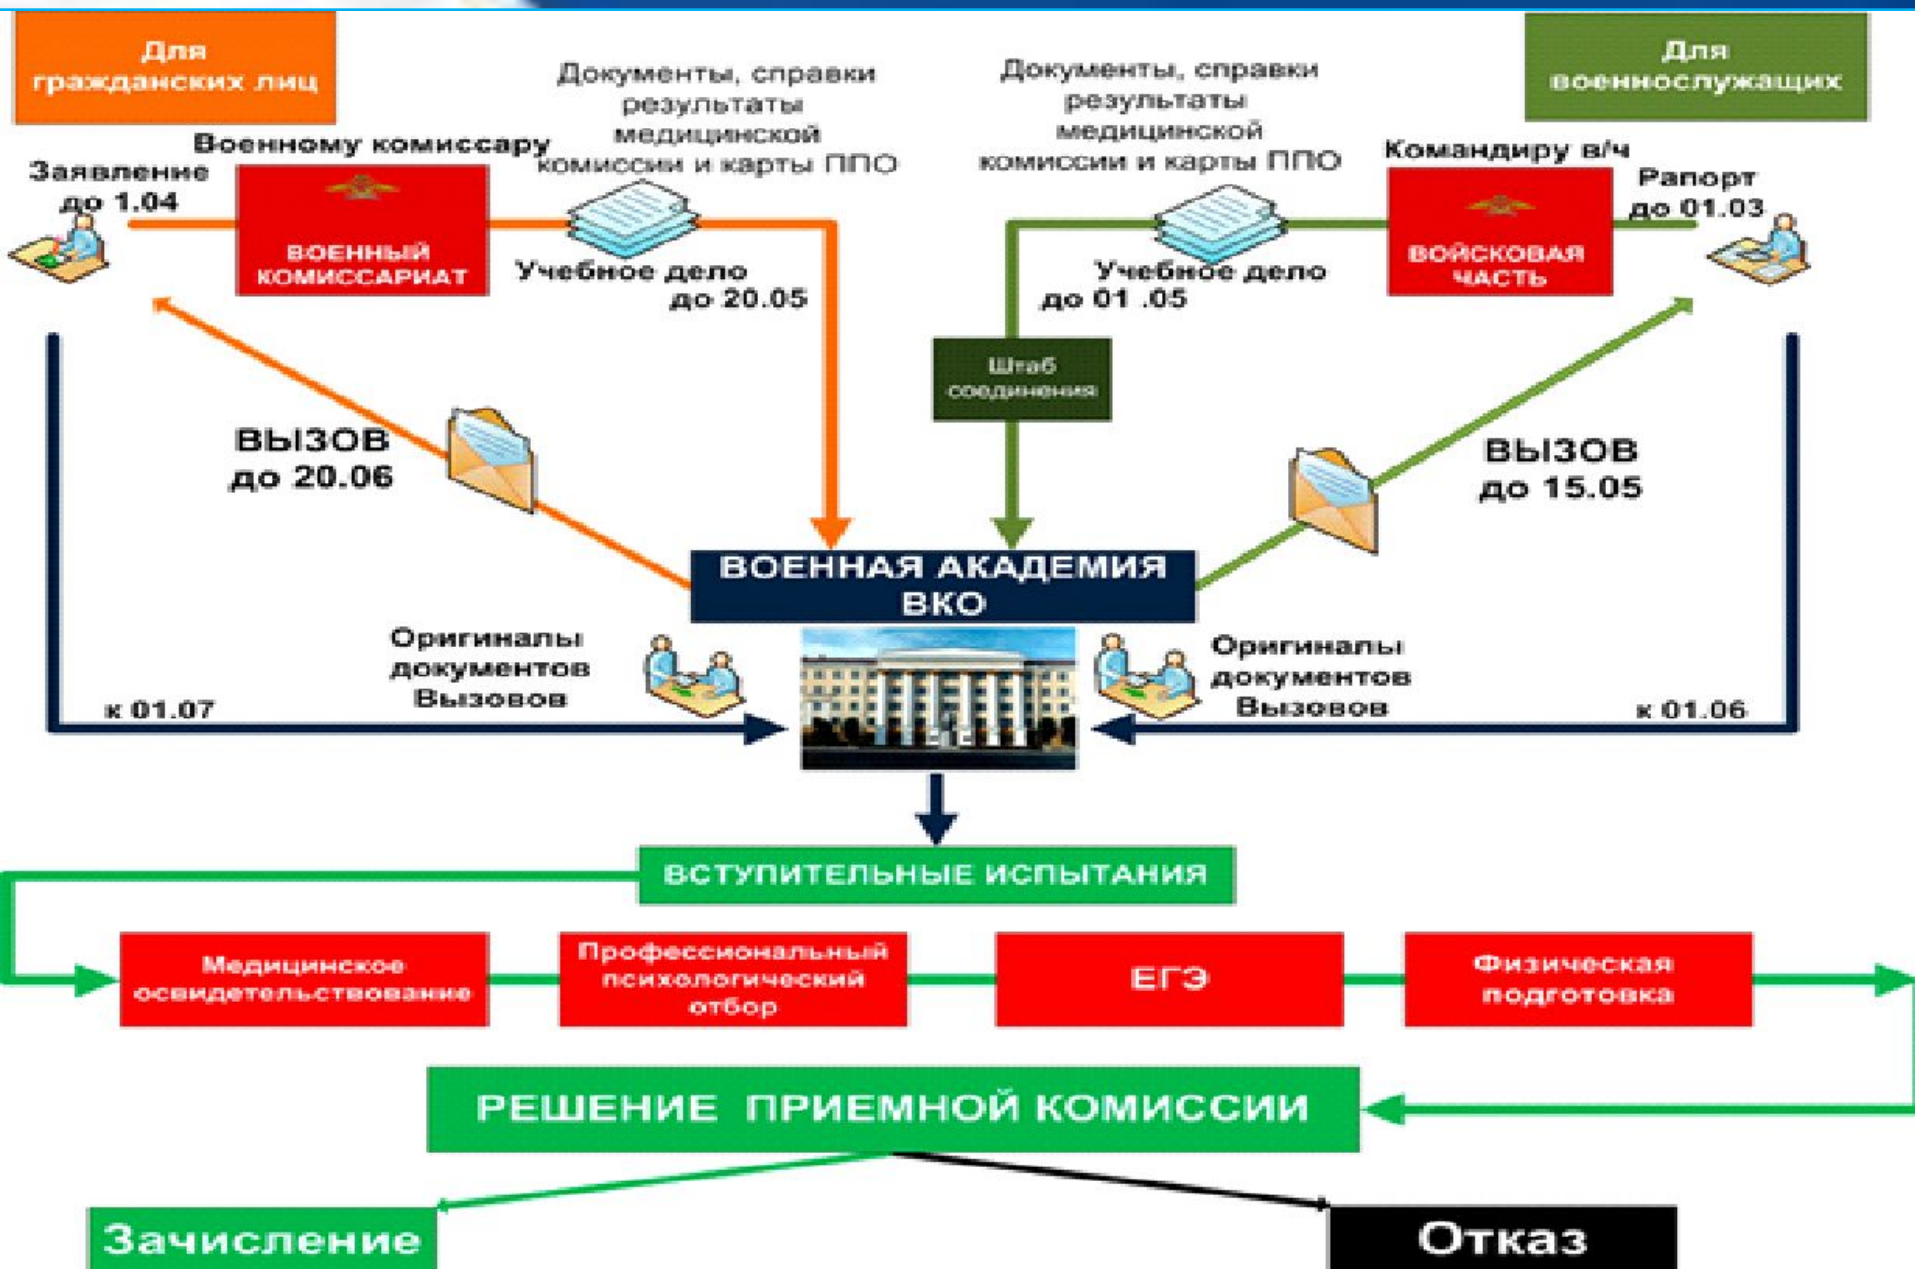 Для
гражданских лиц
Военному комиссару
Заявление
до 1.04
ВОЕННЫЙ
КОМИССАРИАТ
Документы, справки
результаты
медицинской
комиссии и карты ППО
Учебное дело
до 20.05
Документы, справки
результаты
медицинской
комиссии и карты ППО
Учебное дело
до 01 .05
Для
военнослужащих
Командиру в/ч
Рапорт
до 01.03
ВОЙСКОВАЯ
ЧАСТЬ
Штаб
соединения
ВЫЗОВ
до 20.06
ВЫЗОВ
до 15.05
ВОЕННАЯ АКАДЕМИЯ
ВКО
Оригиналы
документов
Вызовов
к 01.07
Оригиналы
документов
Вызовов
к 01.06
ВСТУПИТЕЛЬНЫЕ ИСПЫТАНИЯ
Медицинское
освидетельствование
Профессиональный
психологический
отбор
ЕГЭ
Физическая
подготовка
РЕШЕНИЕ ПРИЕМНОЙ КОМИССИИ
Зачисление
Отказ